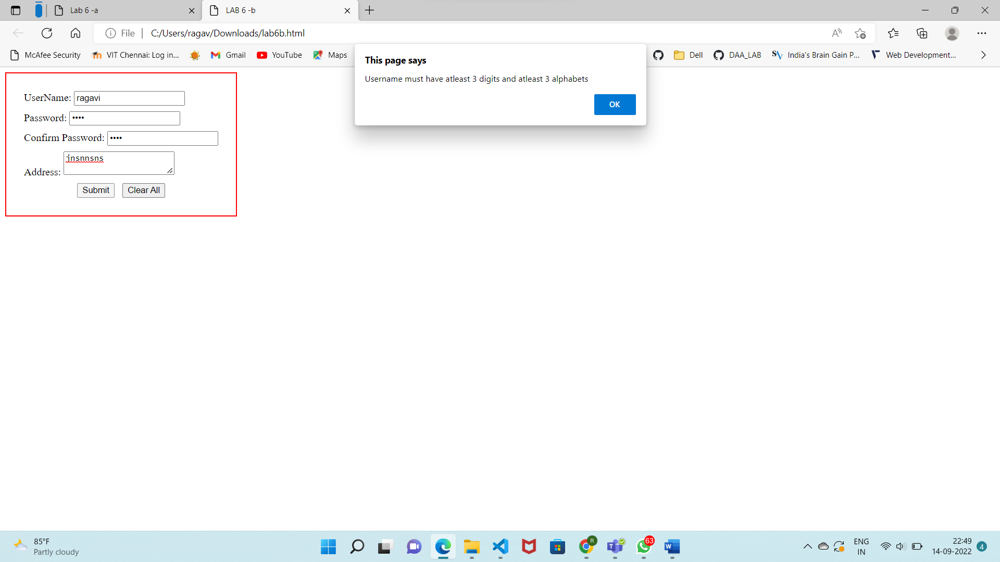 Lab 6 -a
LAB 6 -b
File
C:/Users/ragav/Downloads/lab6b.html
McAfee Security
VIT Chennai: Log in...
Gmail
YouTube
Maps
Dell
DAA_LAB
India's Brain Gain P...
Web Development...
This page says
Username must have atleast 3 digits and atleast 3 alphabets
OK
UserName: ragavi
Password: ••••
Confirm Password: ••••
Address: jnsnnsns
Submit Clear All
85°F
Partly cloudy
R
63
ENG
IN
22:49
14-09-2022
4